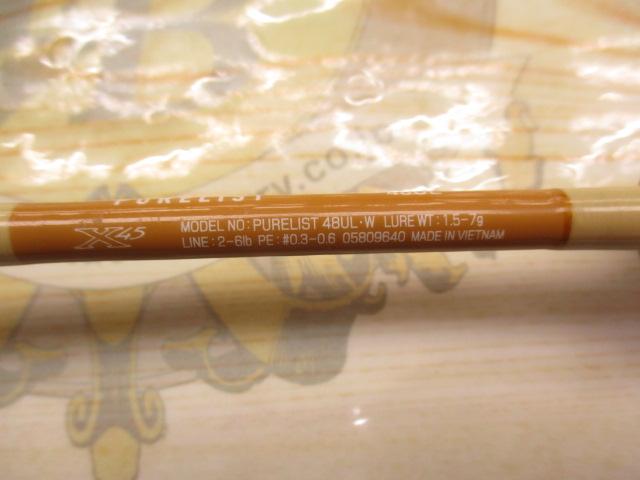 PURELIST
X45
MODEL NO: PURELIST 48UL·W LURE WT: 1.5-7g
LINE: 2-6lb PE: #0.3-0.6 05809640 MADE IN VIETNAM